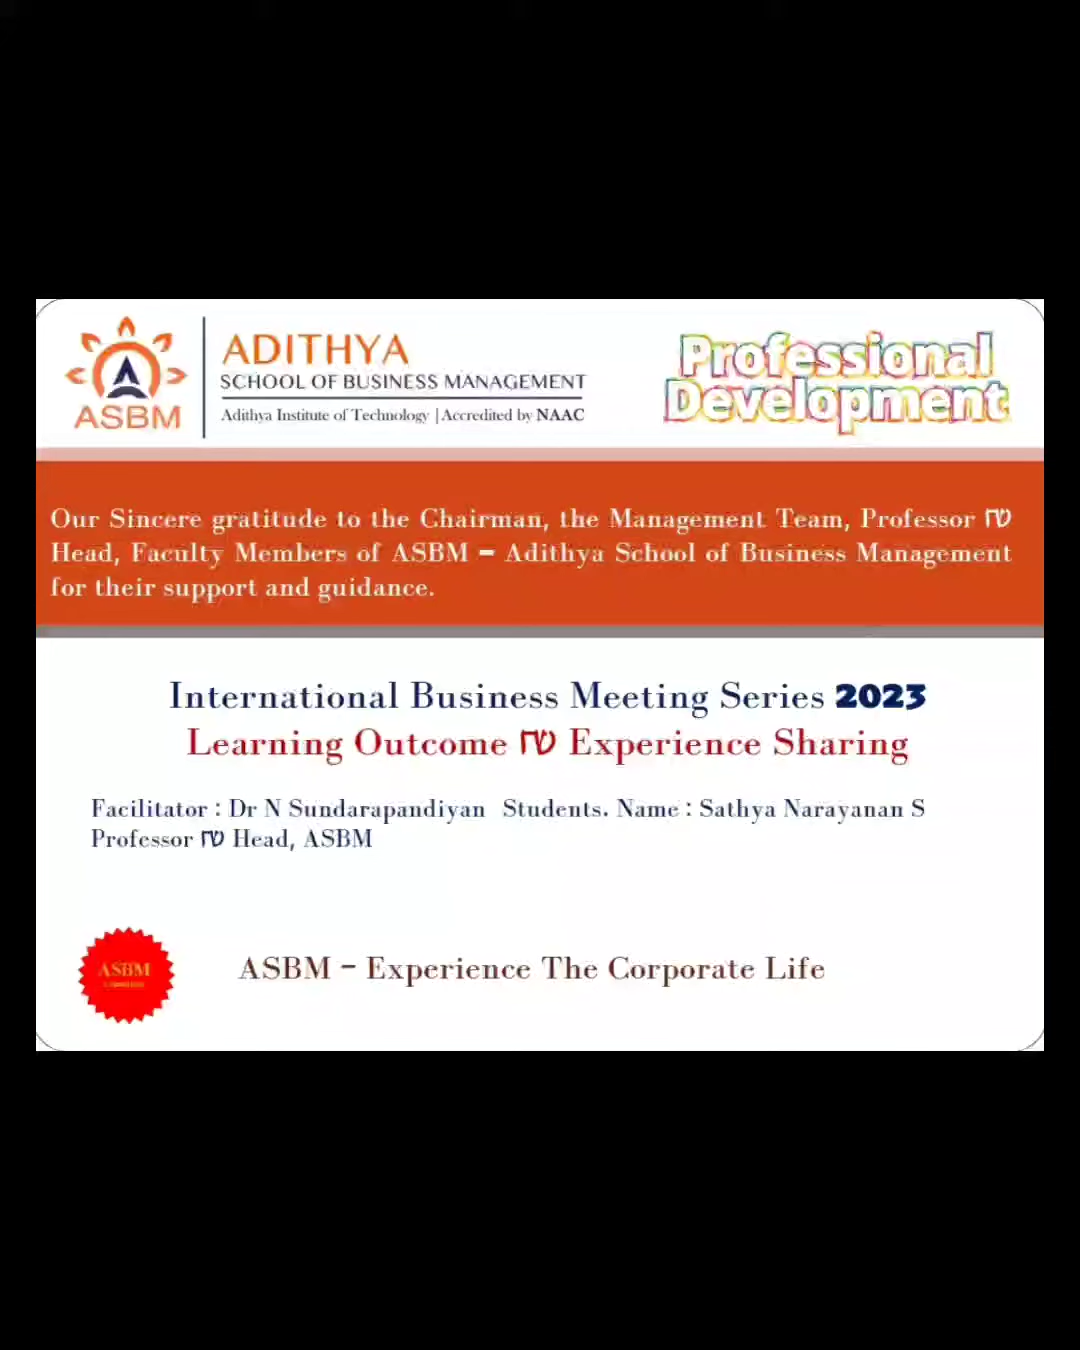 ASBM
ADITHYA
SCHOOL OF BUSINESS MANAGEMENT
Adithya Institute of Technology | Accredited by NAAC
Professional
Development
Our Sincere gratitude to the Chairman, the Management Team, Professor שח
Head, Faculty Members of ASBM – Adithya School of Business Management
for their support and guidance.
International Business Meeting Series 2023
Learning Outcome שח Experience Sharing
Facilitator : Dr N Sundarapandiyan Students. Name : Sathya Narayanan S
Professor שח Head, ASBM
ASBM
ASBM – Experience The Corporate Life